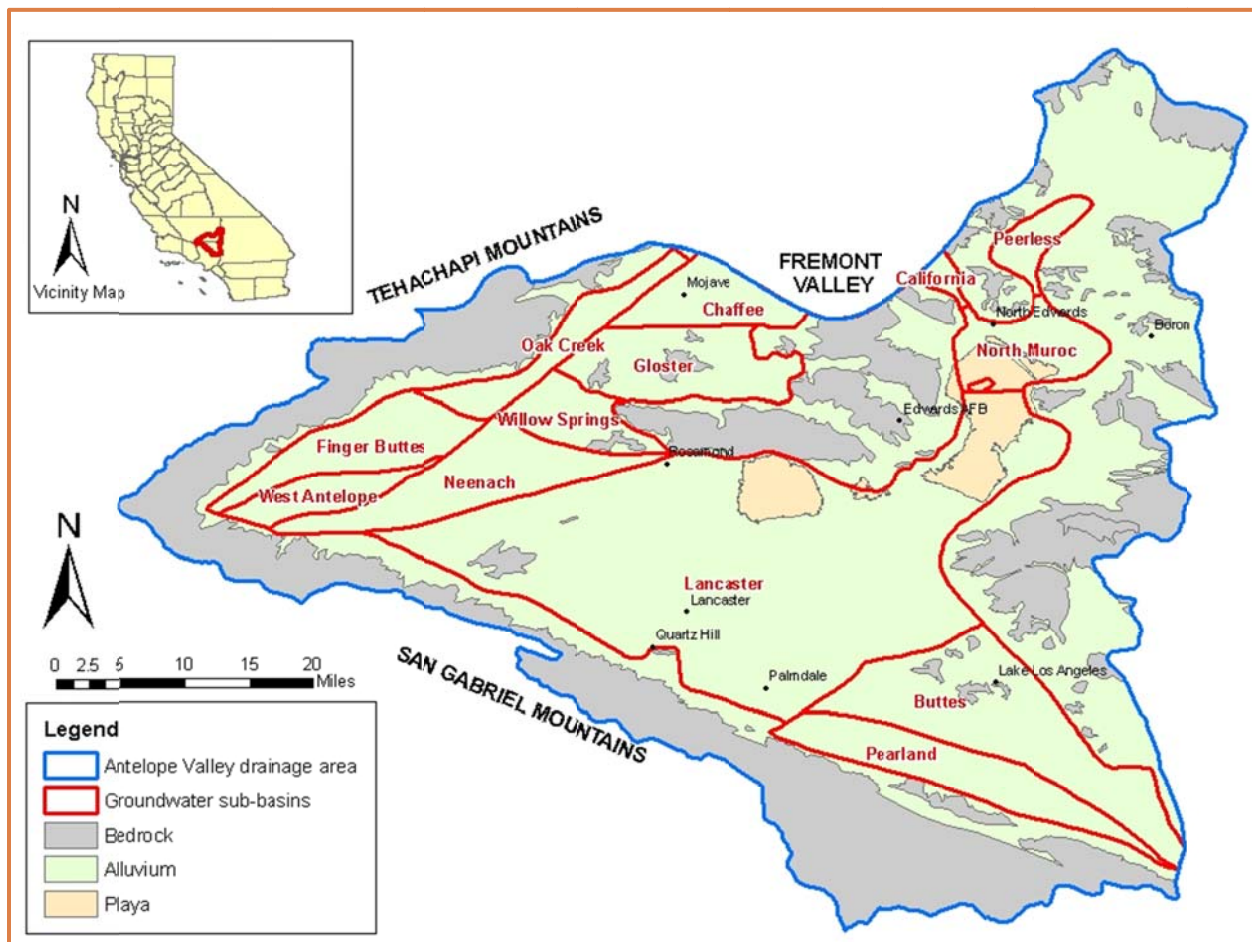 N
Vicinity Map
TEHACHAPI MOUNTAINS
FREMONT
VALLEY
Peerless
California
Mojave
Chaffee
North Edwards
Boron
Oak Creek
North Muroc
Gloster
Edwards AFB
Willow Springs
Finger Buttes
Rosamond
Neenach
West Antelope
N
Lancaster
Lancaster
Quartz Hill
0 2.5 5 10 15 20
Miles
SAN GABRIEL MOUNTAINS
Palmdale
Lake Los Angeles
Buttes
Pearland
Legend
Antelope Valley drainage area
Groundwater sub-basins
Bedrock
Alluvium
Playa